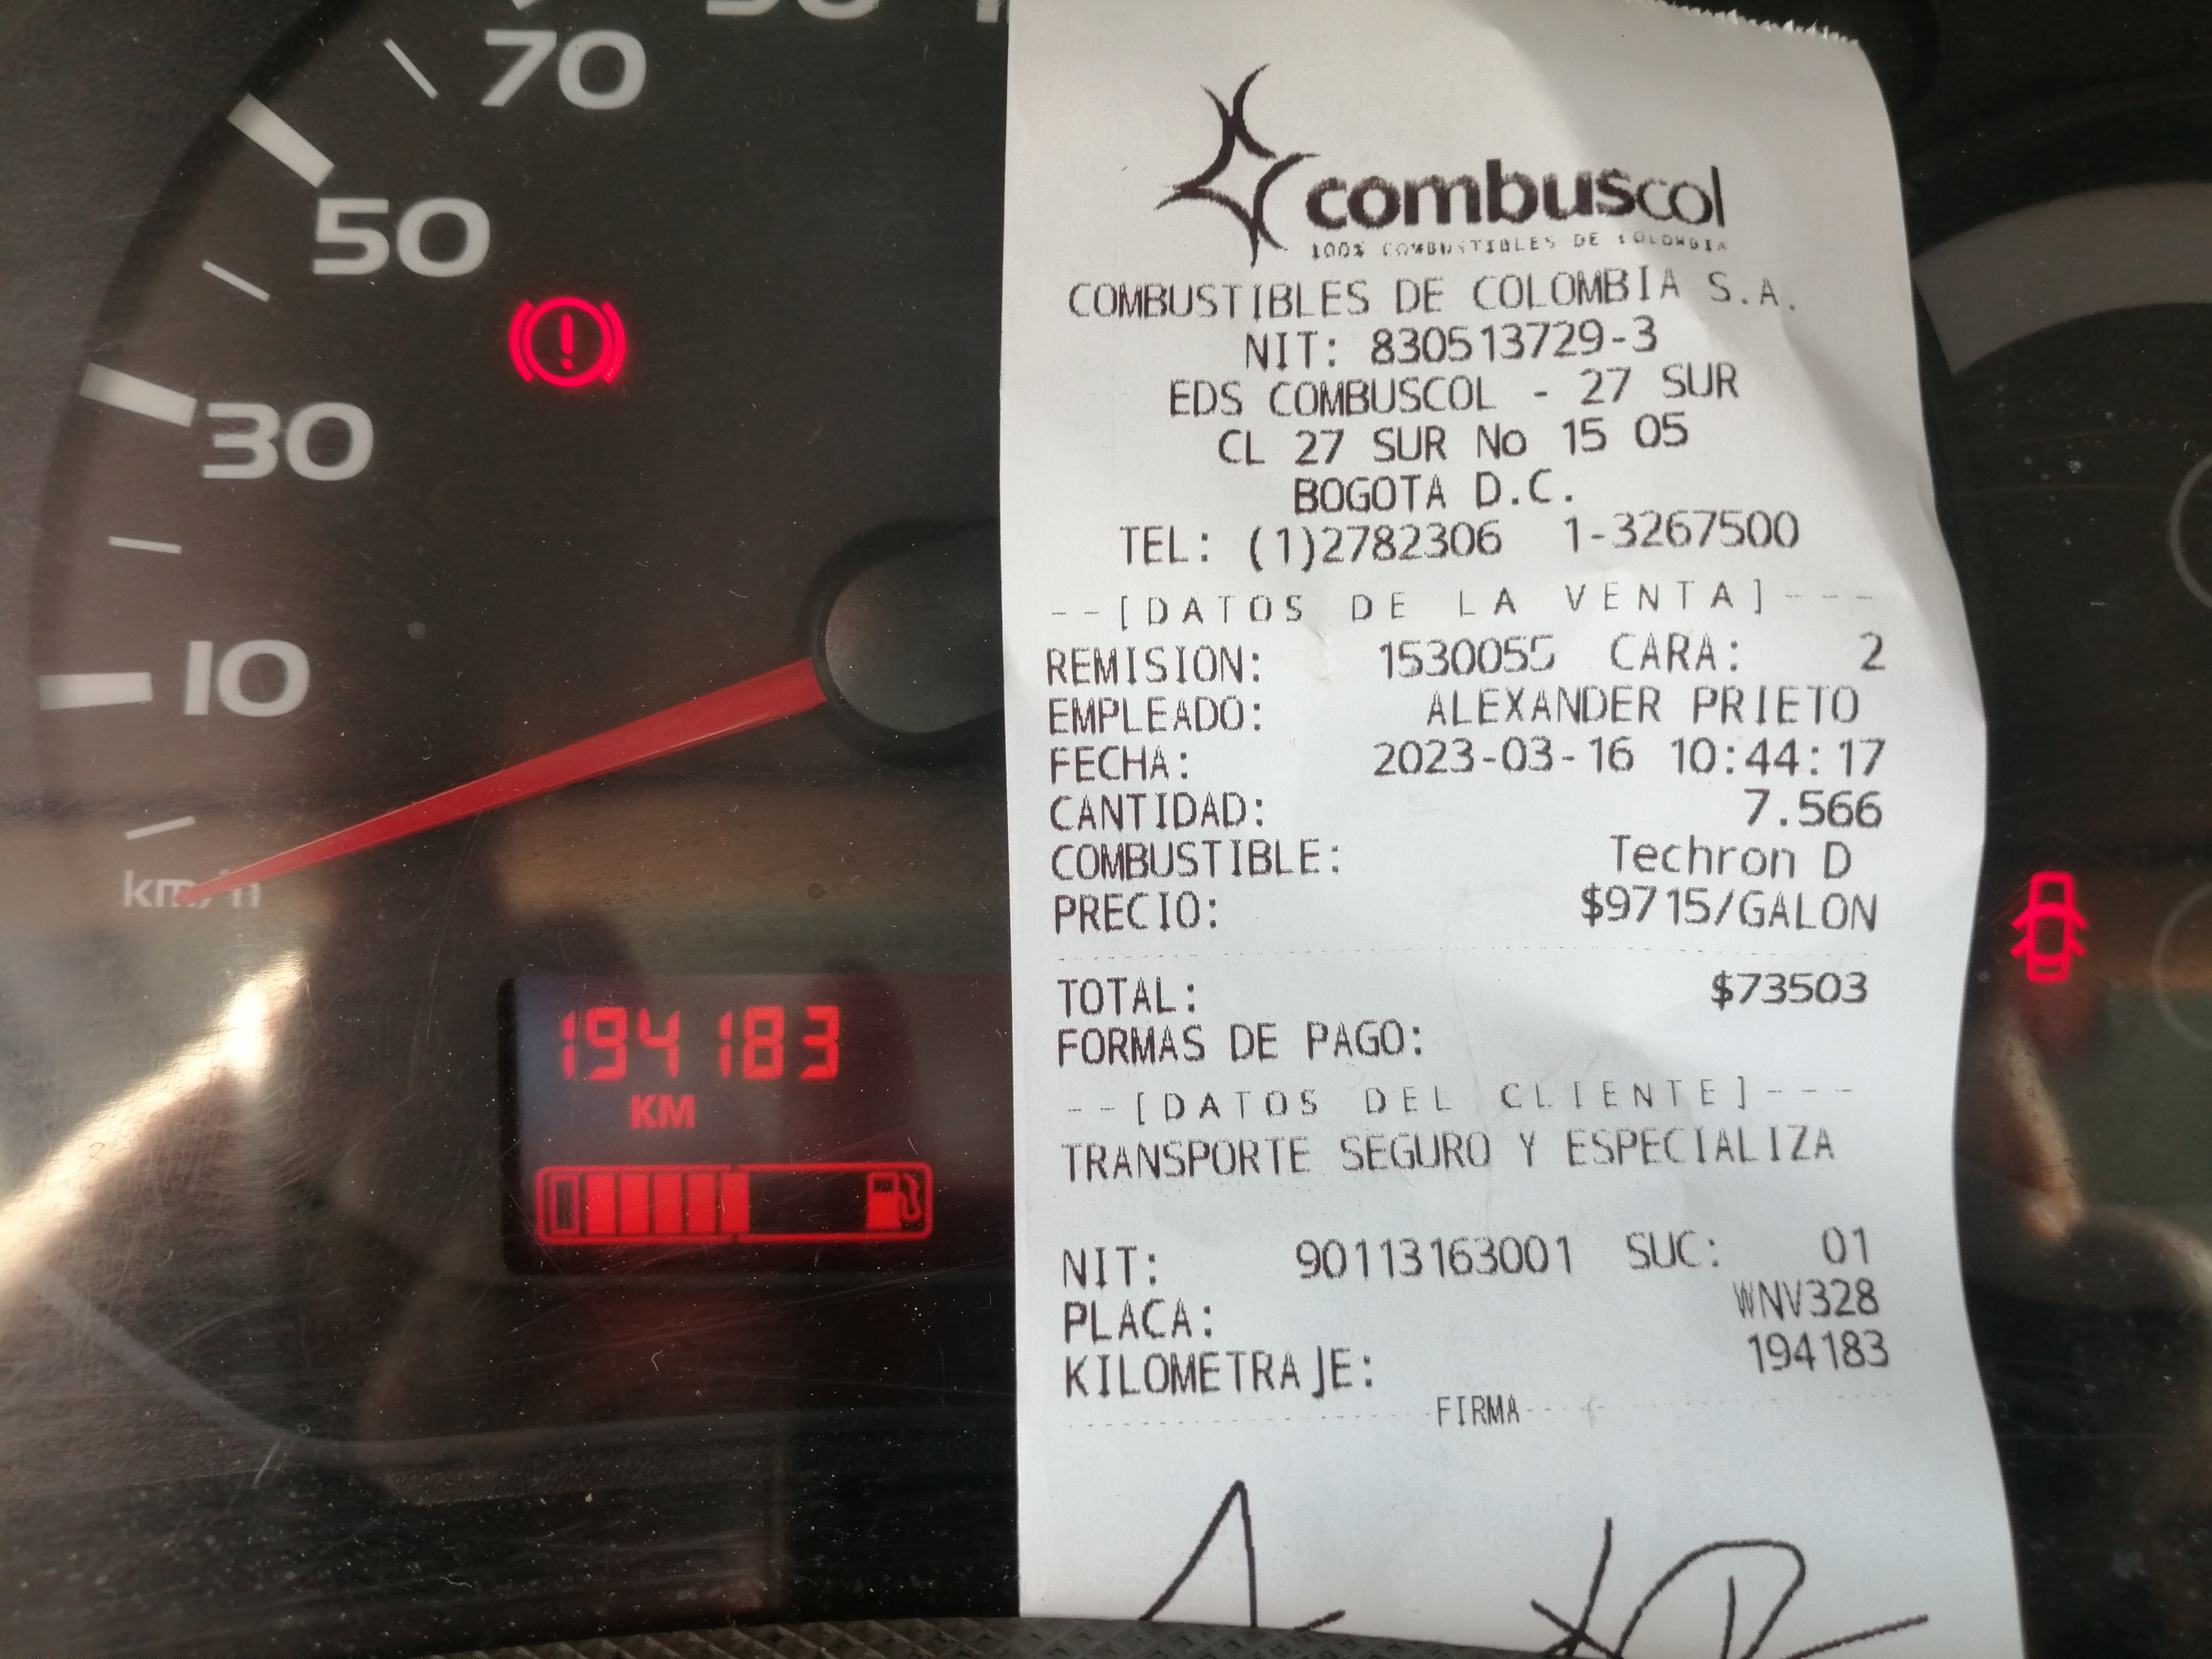 70
50
30
10
km/h
194183
KM
combuscol
100% COMBUSTIBLES DE COLOMBIA
COMBUSTIBLES DE COLOMBIA S.A.
NIT: 830513729-3
EDS COMBUSCOL - 27 SUR
CL 27 SUR No 15 05
BOGOTA D.C.
TEL: (1)2782306 1-3267500
--[DATOS DE LA VENTA]---
REMISION: 1530055 CARA: 2
EMPLEADO: ALEXANDER PRIETO
FECHA: 2023-03-16 10:44:17
CANTIDAD: 7.566
COMBUSTIBLE: Techron D
PRECIO: $9715/GALON
TOTAL: $73503
FORMAS DE PAGO:
--[DATOS DEL CLIENTE]---
TRANSPORTE SEGURO Y ESPECIALIZA
NIT: 90113163001 SUC: 01
PLACA: WNV328
KILOMETRAJE: 194183
FIRMA